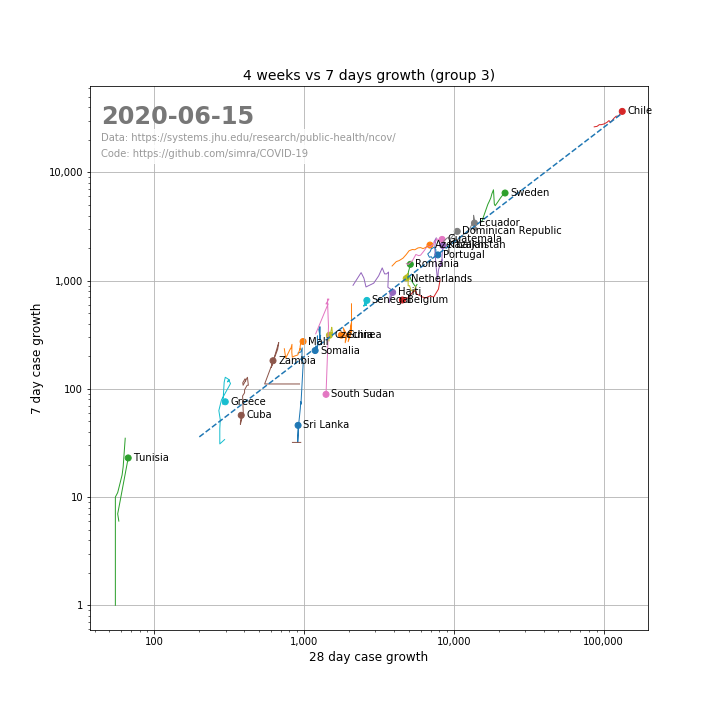 4 weeks vs 7 days growth (group 3)
2020-06-15
Data: https://systems.jhu.edu/research/public-health/ncov/
Code: https://github.com/simra/COVID-19
Chile
Sweden
Ecuador
Dominican Republic
Guatemala
Portugal
Romania
Netherlands
Haiti
Senegal
Belgium
Mali
Somalia
Zambia
South Sudan
Greece
Cuba
Sri Lanka
Tunisia
10,000
1,000
100
10
1
7 day case growth
100
1,000
10,000
100,000
28 day case growth